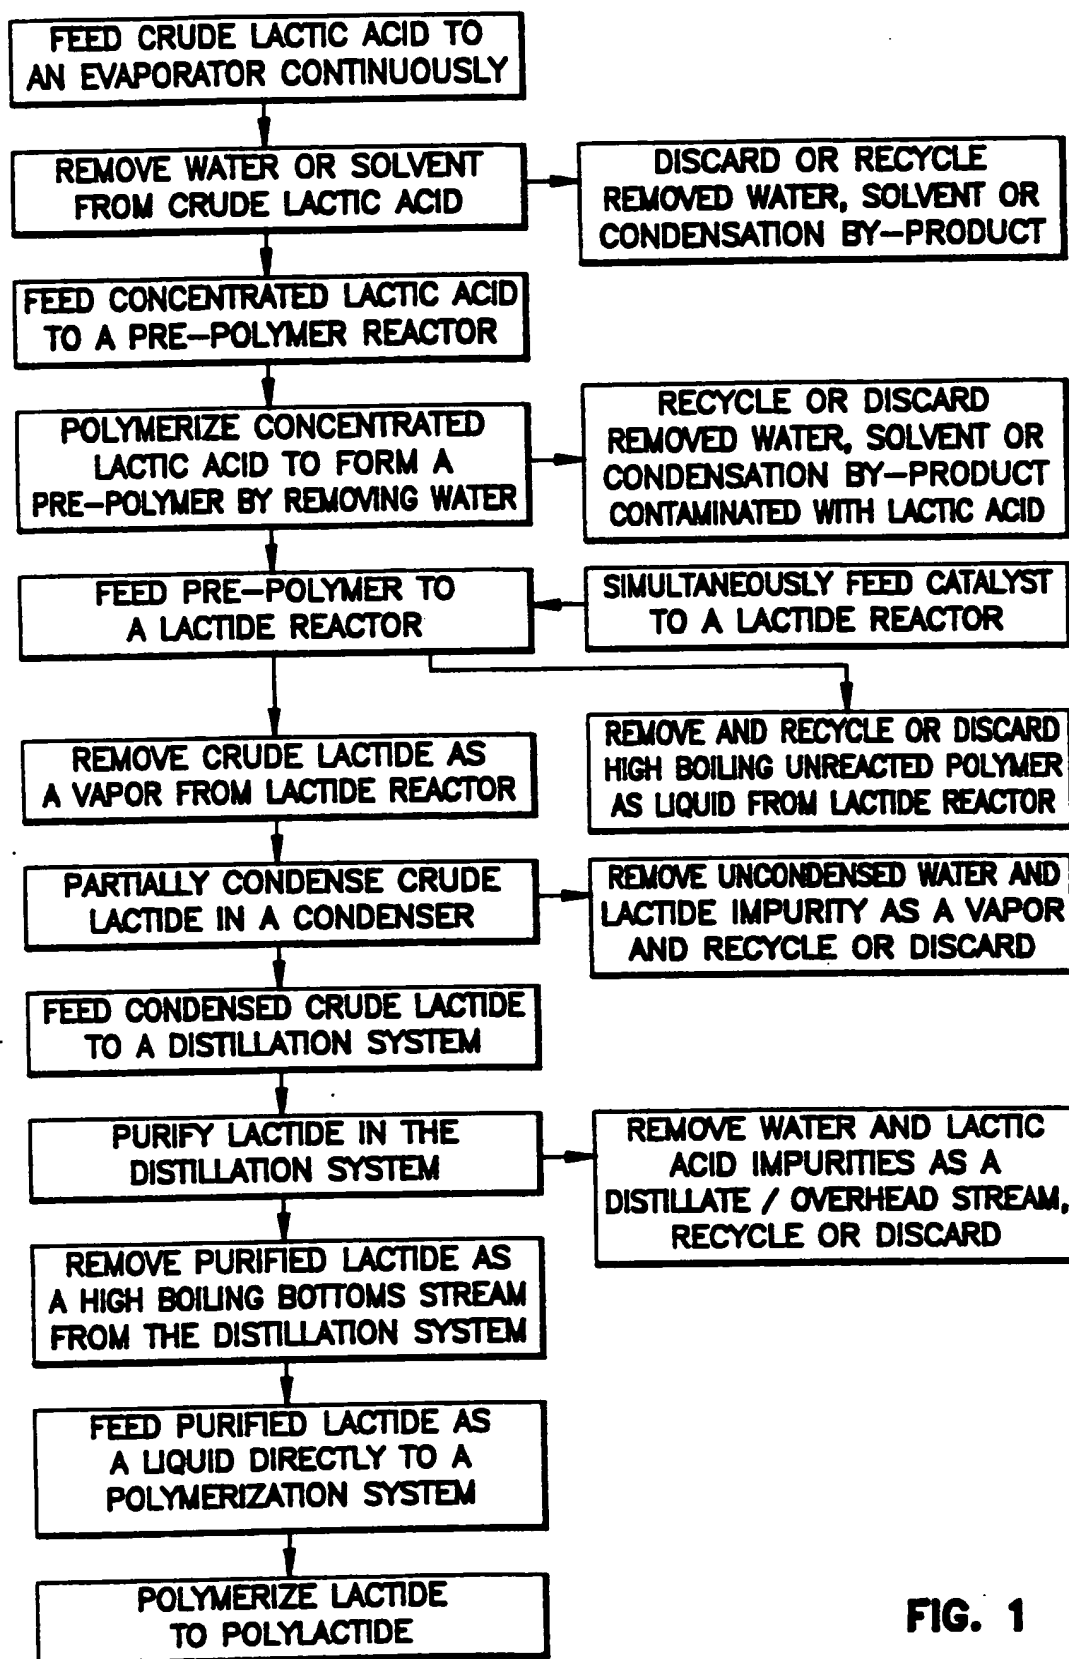 FEED CRUDE LACTIC ACID TO
AN EVAPORATOR CONTINUOUSLY
REMOVE WATER OR SOLVENT
FROM CRUDE LACTIC ACID
DISCARD OR RECYCLE
REMOVED WATER, SOLVENT OR
CONDENSATION BY-PRODUCT
FEED CONCENTRATED LACTIC ACID
TO A PRE-POLYMER REACTOR
POLYMERIZE CONCENTRATED
LACTIC ACID TO FORM A
PRE-POLYMER BY REMOVING WATER
RECYCLE OR DISCARD
REMOVED WATER, SOLVENT OR
CONDENSATION BY-PRODUCT
CONTAMINATED WITH LACTIC ACID
FEED PRE-POLYMER TO
A LACTIDE REACTOR
SIMULTANEOUSLY FEED CATALYST
TO A LACTIDE REACTOR
REMOVE CRUDE LACTIDE AS
A VAPOR FROM LACTIDE REACTOR
REMOVE AND RECYCLE OR DISCARD
HIGH BOILING UNREACTED POLYMER
AS LIQUID FROM LACTIDE REACTOR
PARTIALLY CONDENSE CRUDE
LACTIDE IN A CONDENSER
REMOVE UNCONDENSED WATER AND
LACTIDE IMPURITY AS A VAPOR
AND RECYCLE OR DISCARD
FEED CONDENSED CRUDE LACTIDE
TO A DISTILLATION SYSTEM
PURIFY LACTIDE IN THE
DISTILLATION SYSTEM
REMOVE WATER AND LACTIC
ACID IMPURITIES AS A
DISTILLATE / OVERHEAD STREAM,
RECYCLE OR DISCARD
REMOVE PURIFIED LACTIDE AS
A HIGH BOILING BOTTOMS STREAM
FROM THE DISTILLATION SYSTEM
FEED PURIFIED LACTIDE AS
A LIQUID DIRECTLY TO A
POLYMERIZATION SYSTEM
POLYMERIZE LACTIDE
TO POLYLACTIDE
FIG. 1